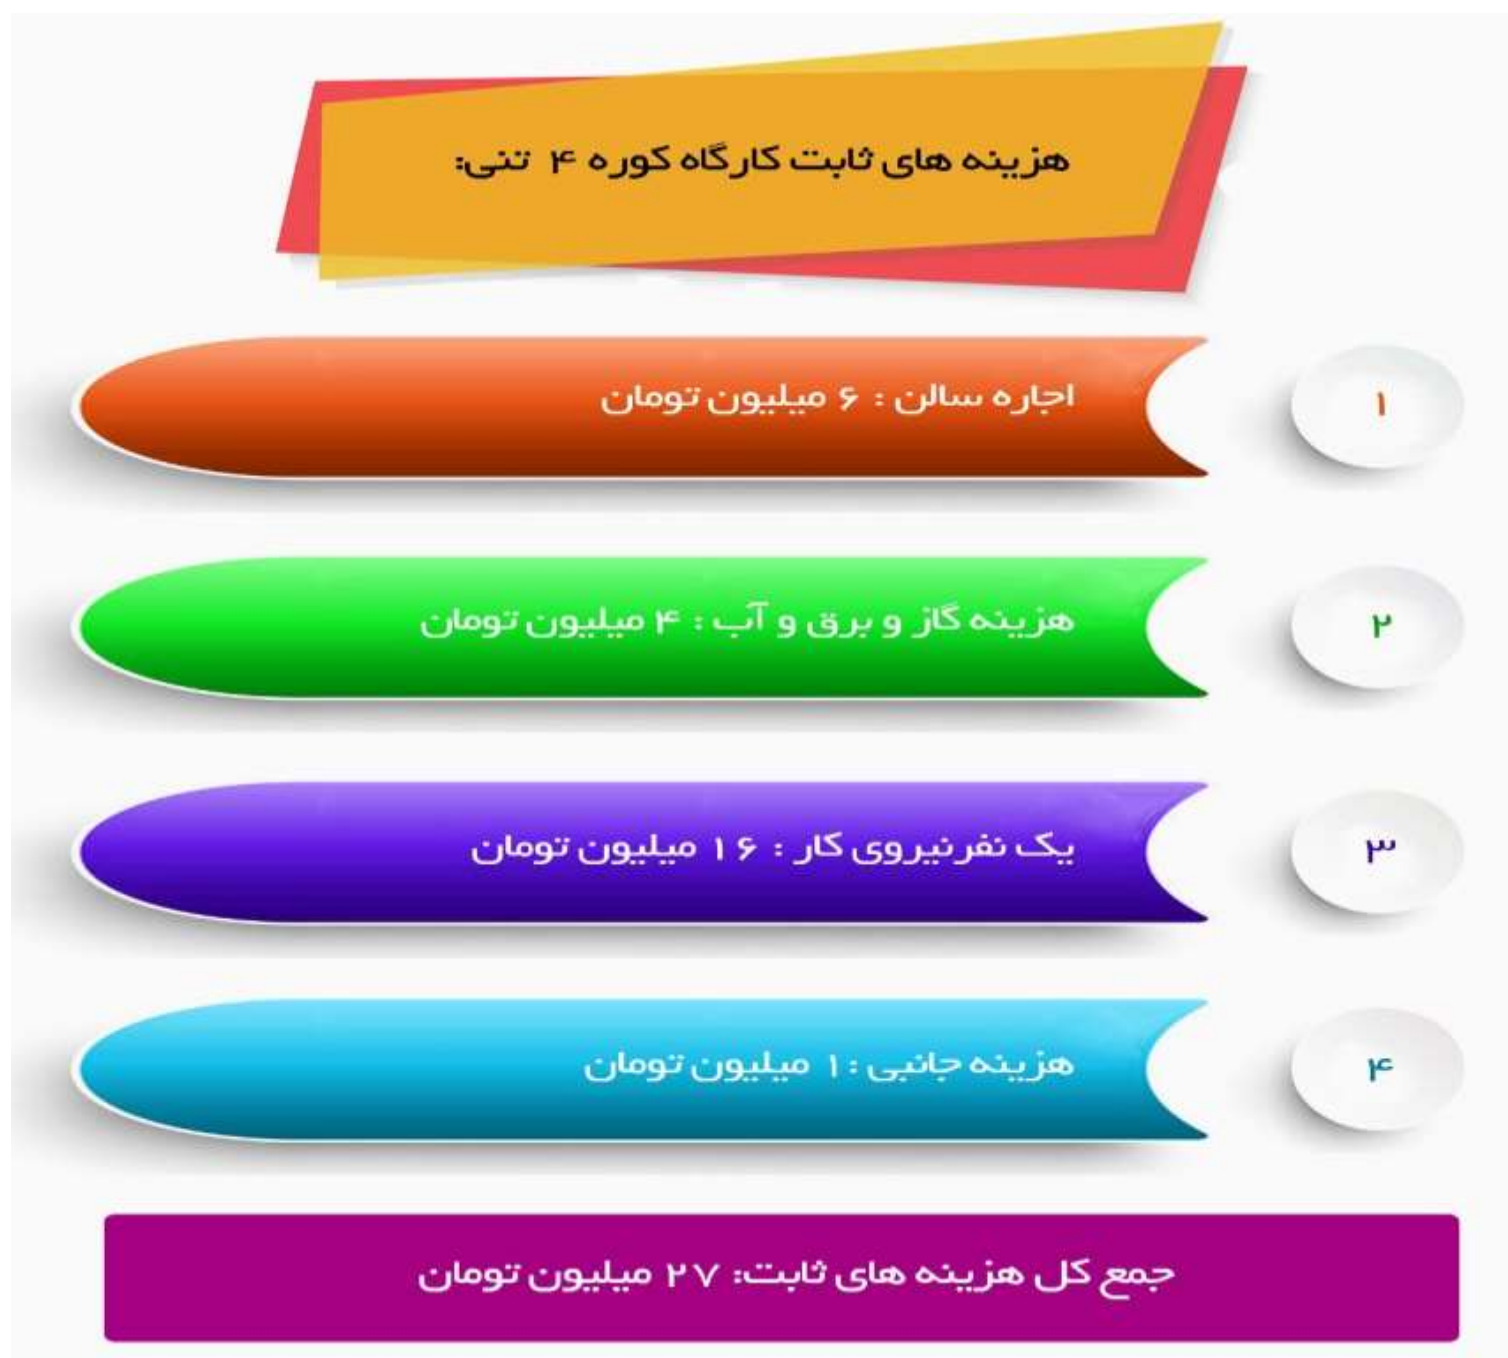 هزینه های ثابت کارگاه کوره ۴ تنی:
۱
اجاره سالن : ۶ میلیون تومان
۲
هزینه گاز و برق و آب : ۴ میلیون تومان
۳
یک نفرنیروی کار : ۱۶ میلیون تومان
۴
هزینه جانبی : ۱ میلیون تومان
جمع کل هزینه های ثابت: ۲۷ میلیون تومان